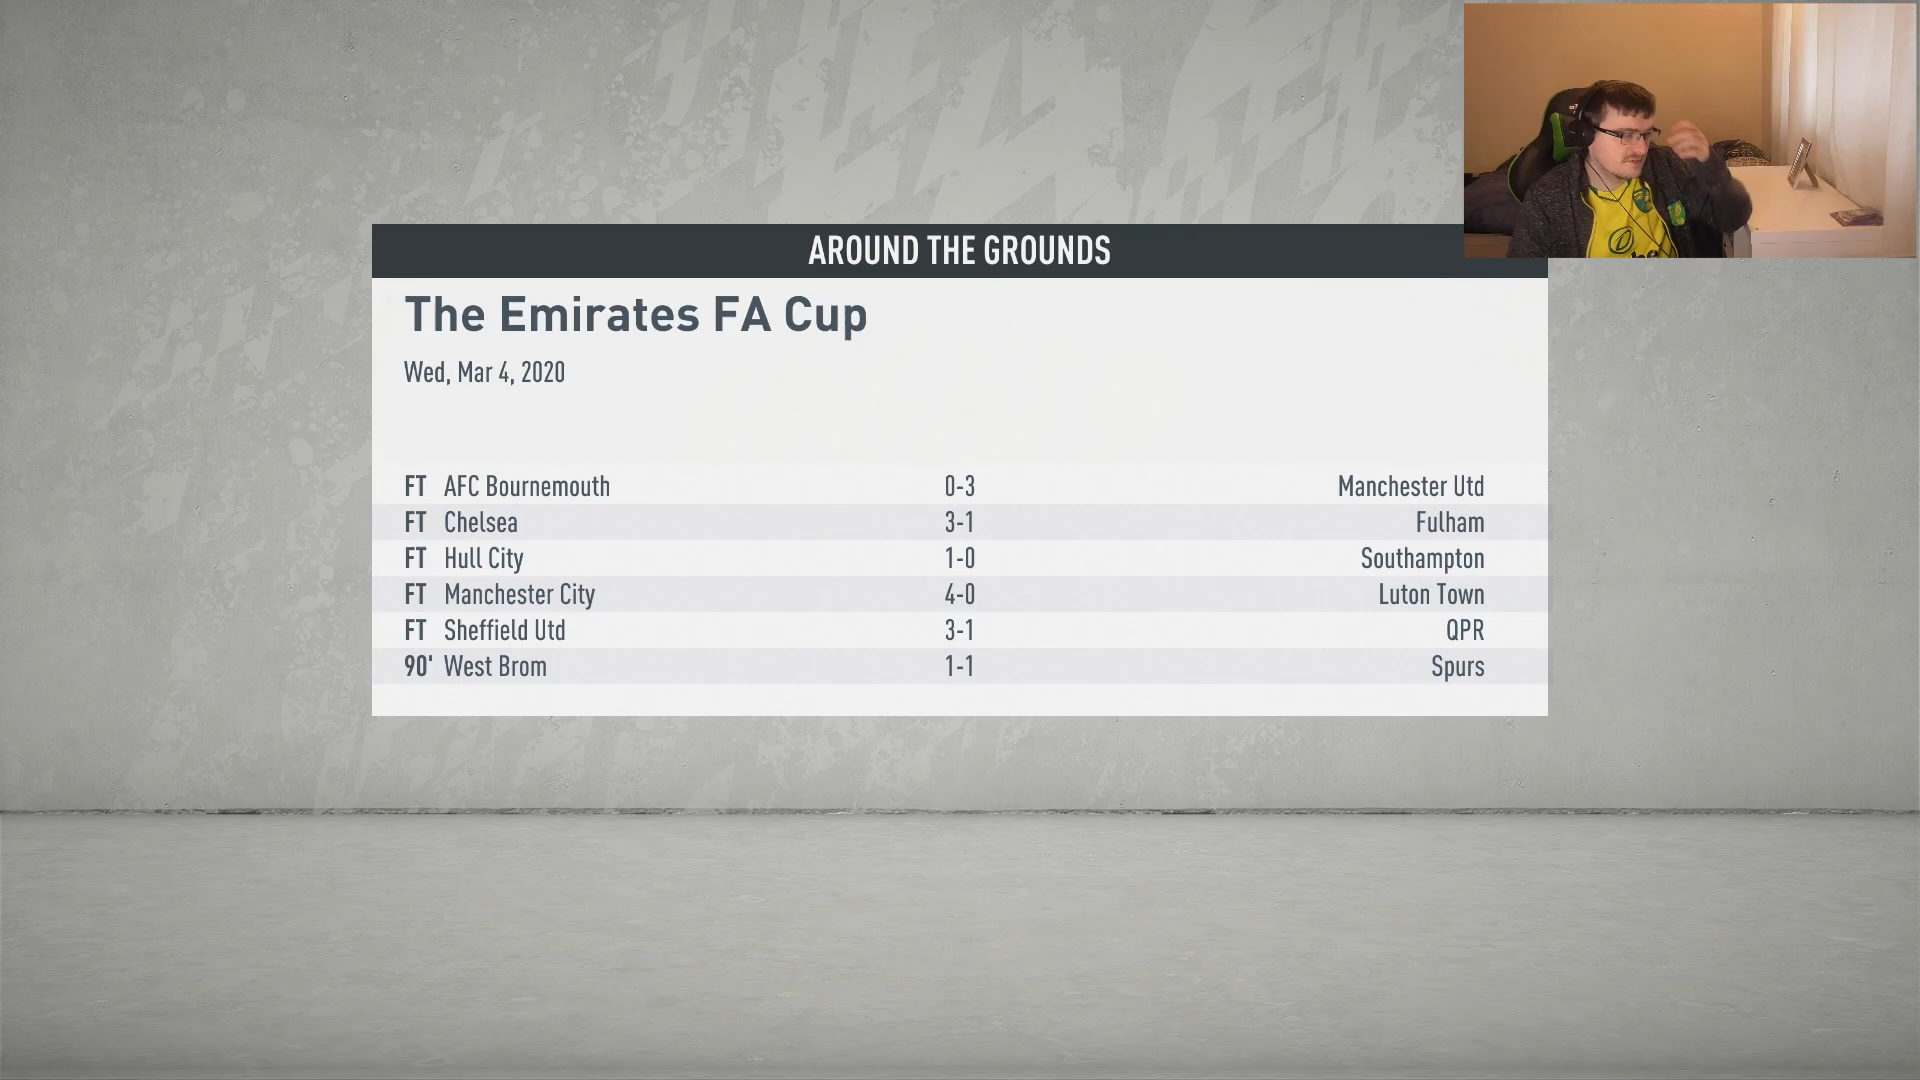 AROUND THE GROUNDS
The Emirates FA Cup
Wed, Mar 4, 2020
FT AFC Bournemouth 0-3 Manchester Utd
FT Chelsea 3-1 Fulham
FT Hull City 1-0 Southampton
FT Manchester City 4-0 Luton Town
FT Sheffield Utd 3-1 QPR
90' West Brom 1-1 Spurs